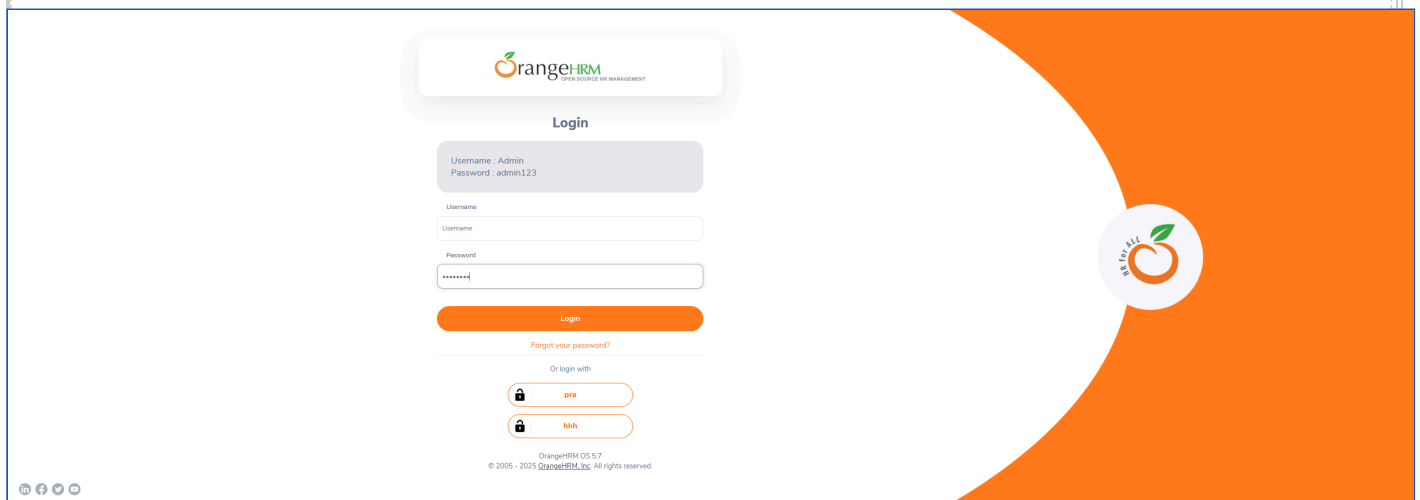 OrangeHRM
OPEN SOURCE HR MANAGEMENT
Login
Username : Admin
Password : admin123
Username
Username
Password
••••••••
Login
Forgot your password?
Or login with
pra
hhh
OrangeHRM OS 5.7
© 2005 - 2025 OrangeHRM, Inc. All rights reserved.
HR for ALL